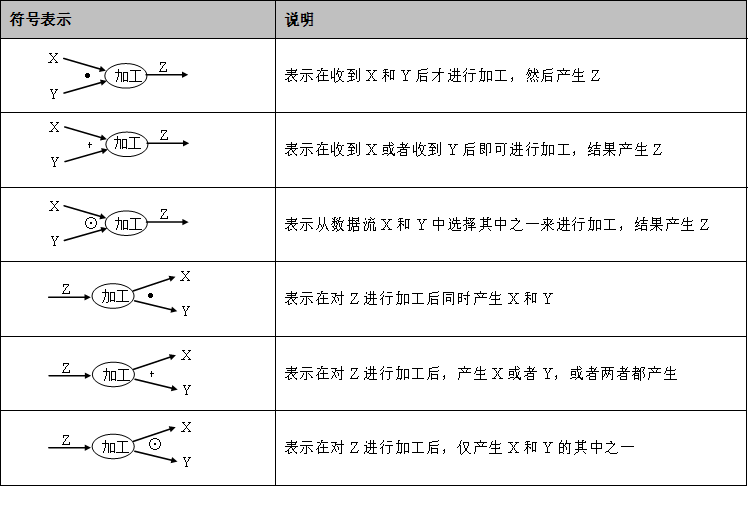 符号表示 说明
X
Y
加工
Z
表示在收到 X 和 Y 后才进行加工，然后产生 Z
X
Y
+
加工
Z
表示在收到 X 或者收到 Y 后即可进行加工，结果产生 Z
X
Y
加工
Z
表示从数据流 X 和 Y 中选择其中之一来进行加工，结果产生 Z
Z
加工
X
Y
表示在对 Z 进行加工后同时产生 X 和 Y
Z
加工
X
+
Y
表示在对 Z 进行加工后，产生 X 或者 Y，或者两者都产生
Z
加工
X
Y
表示在对 Z 进行加工后，仅产生 X 和 Y 的其中之一